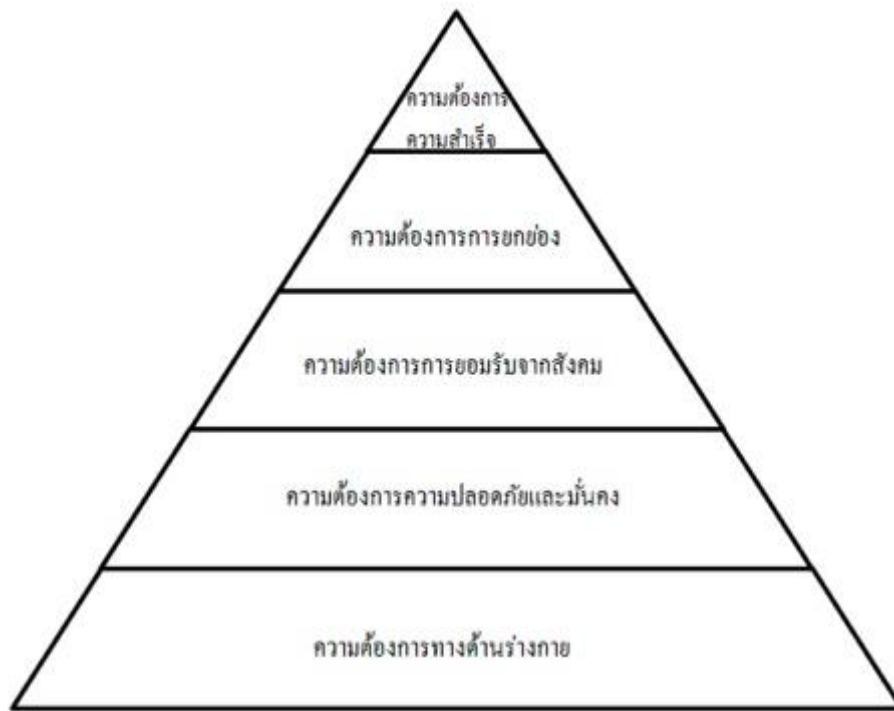 ความต้องการ
ความสำเร็จ
ความต้องการการยกย่อง
ความต้องการการยอมรับจากสังคม
ความต้องการความปลอดภัยและมั่นคง
ความต้องการทางด้านร่างกาย